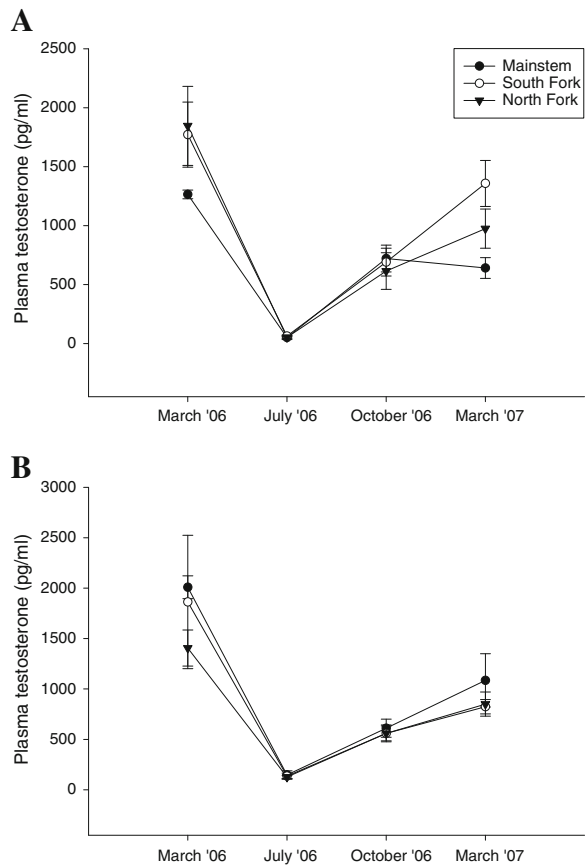 A
Plasma testosterone (pg/ml)
2500
2000
1500
1000
500
0
Mainstem
South Fork
North Fork
March '06 July '06 October '06 March '07
B
Plasma testosterone (pg/ml)
3000
2500
2000
1500
1000
500
0
March '06 July '06 October '06 March '07